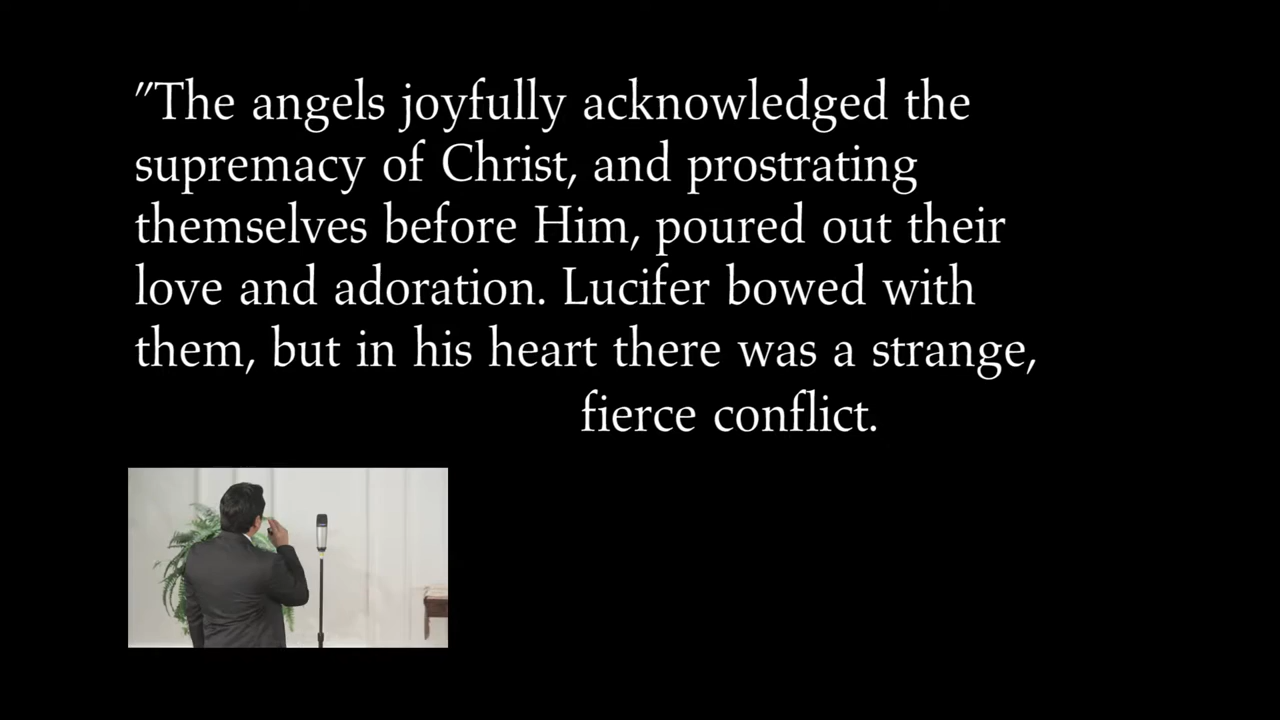 "The angels joyfully acknowledged the
supremacy of Christ, and prostrating
themselves before Him, poured out their
love and adoration. Lucifer bowed with
them, but in his heart there was a strange,
fierce conflict.